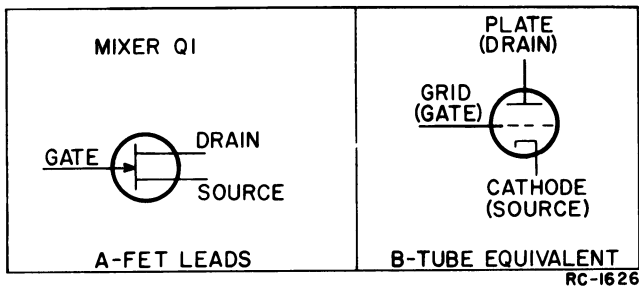 MIXER Q1
GATE
DRAIN
SOURCE
A-FET LEADS
PLATE
(DRAIN)
GRID
(GATE)
CATHODE
(SOURCE)
B-TUBE EQUIVALENT
RC-1626